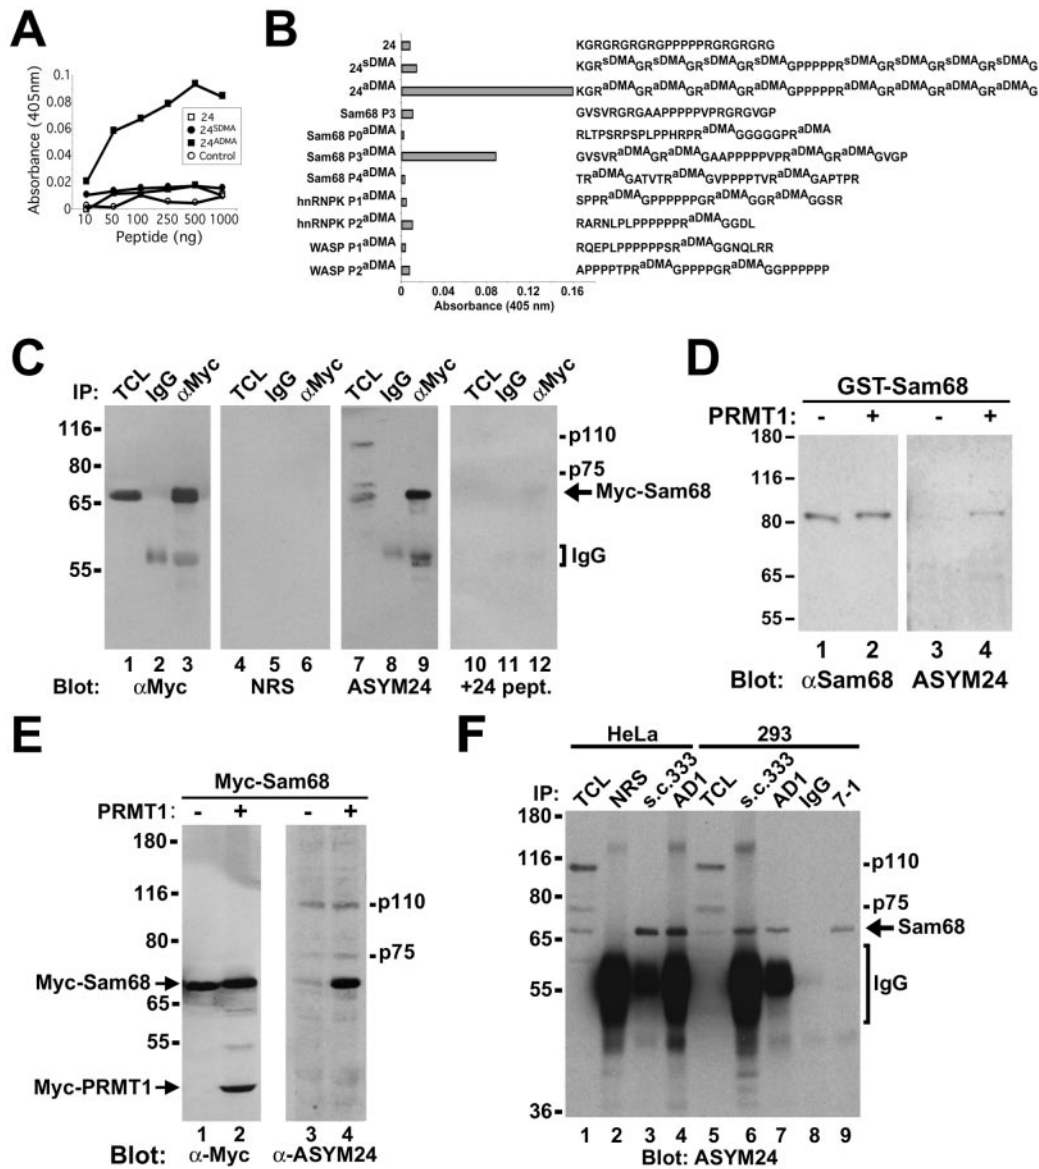 A
Absorbance (405nm)
0.1
0.08
0.06
0.04
0.02
0
10 50 100 250 500 1000
Peptide (ng)
24
24SDMA
24ADMA
Control
B
24 KGRGRGRGRGPPPPPRGRGRGRG
24sDMA KGRsDMAGRsDMAGRsDMAGRsDMAGPPPPPRsDMAGRsDMAGRsDMAGRsDMAG
24aDMA KGRaDMAGRaDMAGRaDMAGRaDMAGPPPPPRaDMAGRaDMAGRaDMAGRaDMAG
Sam68 P3 GVSVRGRGAAPPPPPVPRGRGVGP
Sam68 P0aDMA RLTPSRPSPLPPHRPRaDMAGGGGGPRaDMA
Sam68 P3aDMA GVSVRaDMAGRaDMAGAAPPPPPVPRaDMAGRaDMAGVGP
Sam68 P4aDMA TRaDMAGATVTRaDMAGVPPPPTVRaDMAGAPTPR
hnRNPK P1aDMA SPPRaDMAGPPPPPPGRaDMAGGRaDMAGGSR
hnRNPK P2aDMA RARNLPLPPPPPPRaDMAGGDL
WASP P1aDMA RQEPLPPPPPPSRaDMAGGNQLRR
WASP P2aDMA APPPPTPRaDMAGPPPPGRaDMAGGPPPPPP
0 0.04 0.08 0.12 0.16
Absorbance (405 nm)
C
IP: TCL IgG αMyc TCL IgG αMyc TCL IgG αMyc TCL IgG αMyc
116
80
65
55
p110
p75
Myc-Sam68
IgG
1 2 3 4 5 6 7 8 9 10 11 12
Blot: αMyc NRS ASYM24 +24 pept.
D
GST-Sam68
PRMT1: - + - +
180
116
80
65
55
1 2 3 4
Blot: αSam68 ASYM24
E
Myc-Sam68
PRMT1: - + - +
180
116
80
Myc-Sam68
65
55
Myc-PRMT1
p110
p75
1 2 3 4
Blot: α-Myc α-ASYM24
F
HeLa 293
IP: TCL NRS s.c.333 AD1 TCL s.c.333 AD1 IgG 7-1
180
116
80
65
55
36
p110
p75
Sam68
IgG
1 2 3 4 5 6 7 8 9
Blot: ASYM24